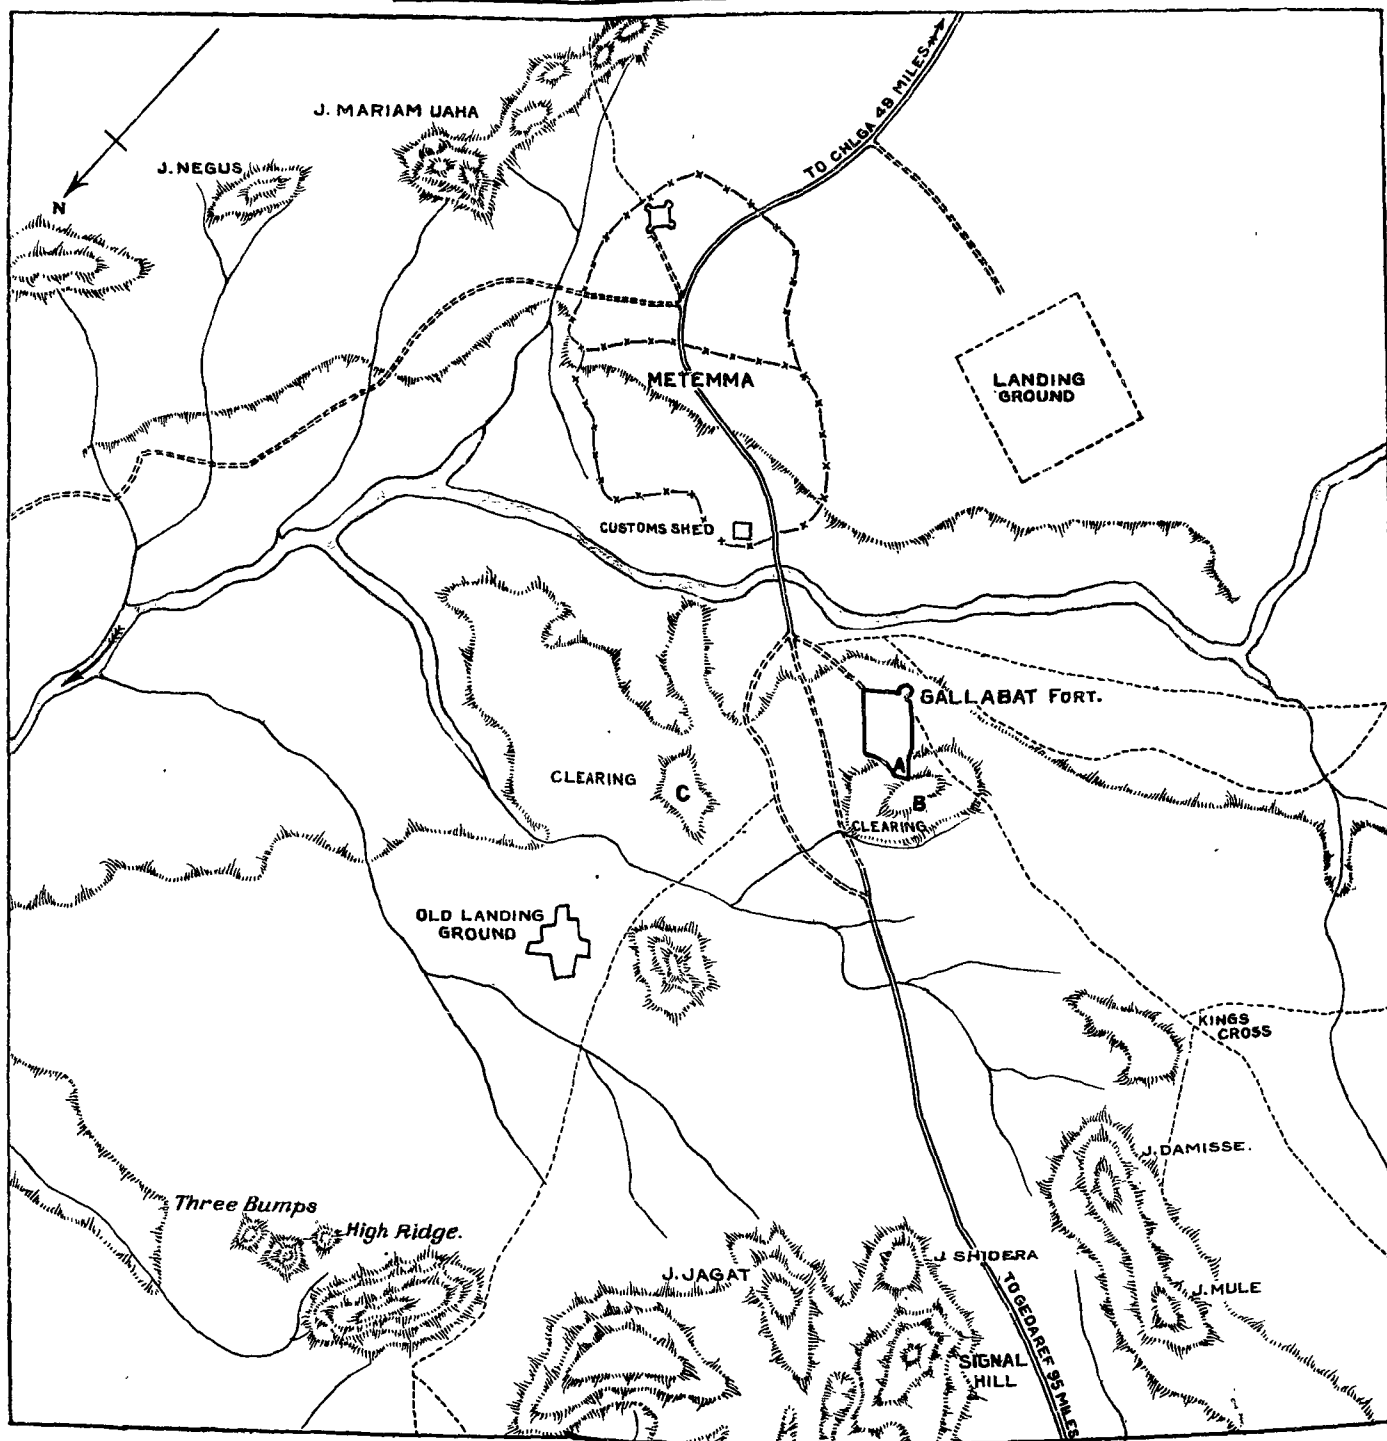 TO CHLGA 49 MILES
J. MARIAM UAHA
J. NEGUS
N
METEMMA
LANDING
GROUND
CUSTOMS SHED
GALLABAT FORT.
A
CLEARING
C
B
CLEARING
OLD LANDING
GROUND
KINGS
CROSS
J. DAMISSE.
Three Bumps
High Ridge.
J. JAGAT
J. SHIDERA
J. MULE
TO GEDAREF 95 MILES
SIGNAL
HILL